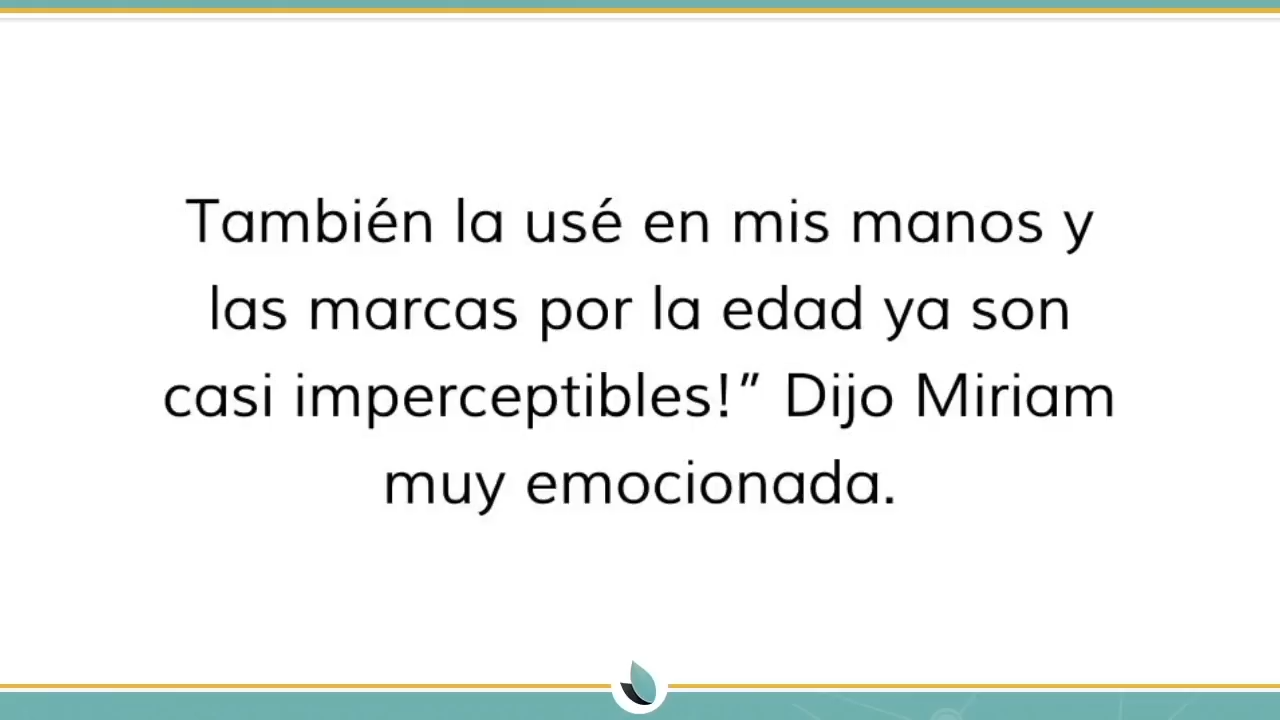 También la usé en mis manos y
las marcas por la edad ya son
casi imperceptibles!” Dijo Miriam
muy emocionada.